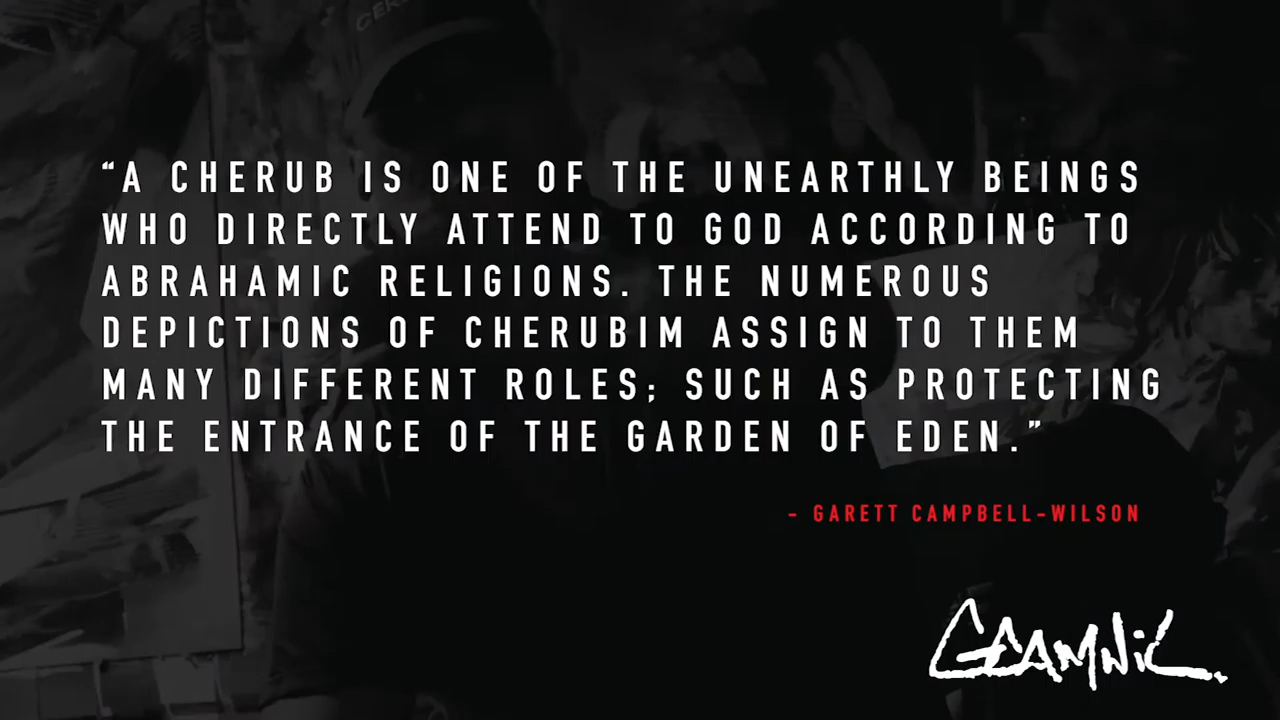 “A CHERUB IS ONE OF THE UNEARTHLY BEINGS
WHO DIRECTLY ATTEND TO GOD ACCORDING TO
ABRAHAMIC RELIGIONS. THE NUMEROUS
DEPICTIONS OF CHERUBIM ASSIGN TO THEM
MANY DIFFERENT ROLES; SUCH AS PROTECTING
THE ENTRANCE OF THE GARDEN OF EDEN.”
- GARETT CAMPBELL-WILSON